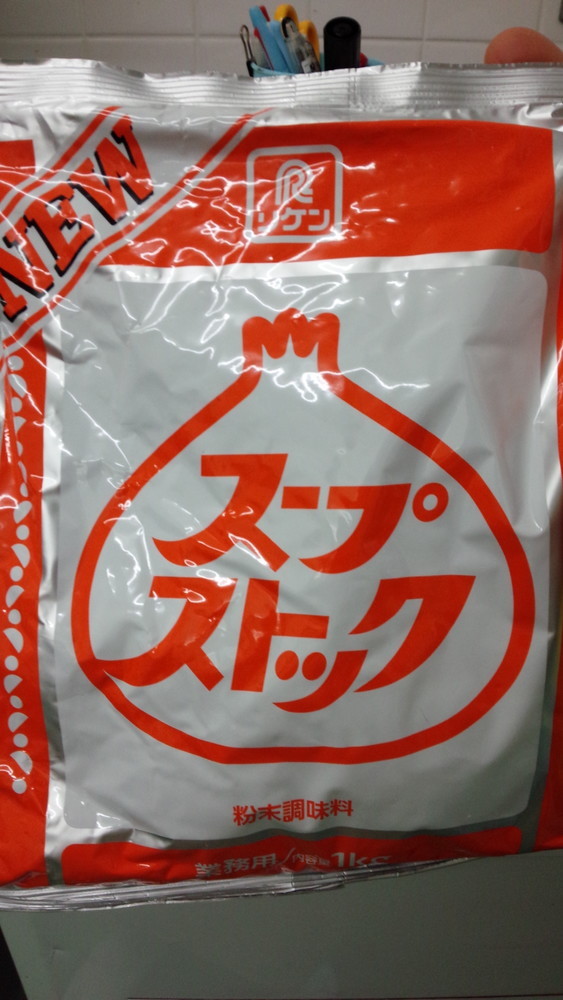 NEW
リケン
スープ
ストック
粉末調味料
業務用/内容量1kg